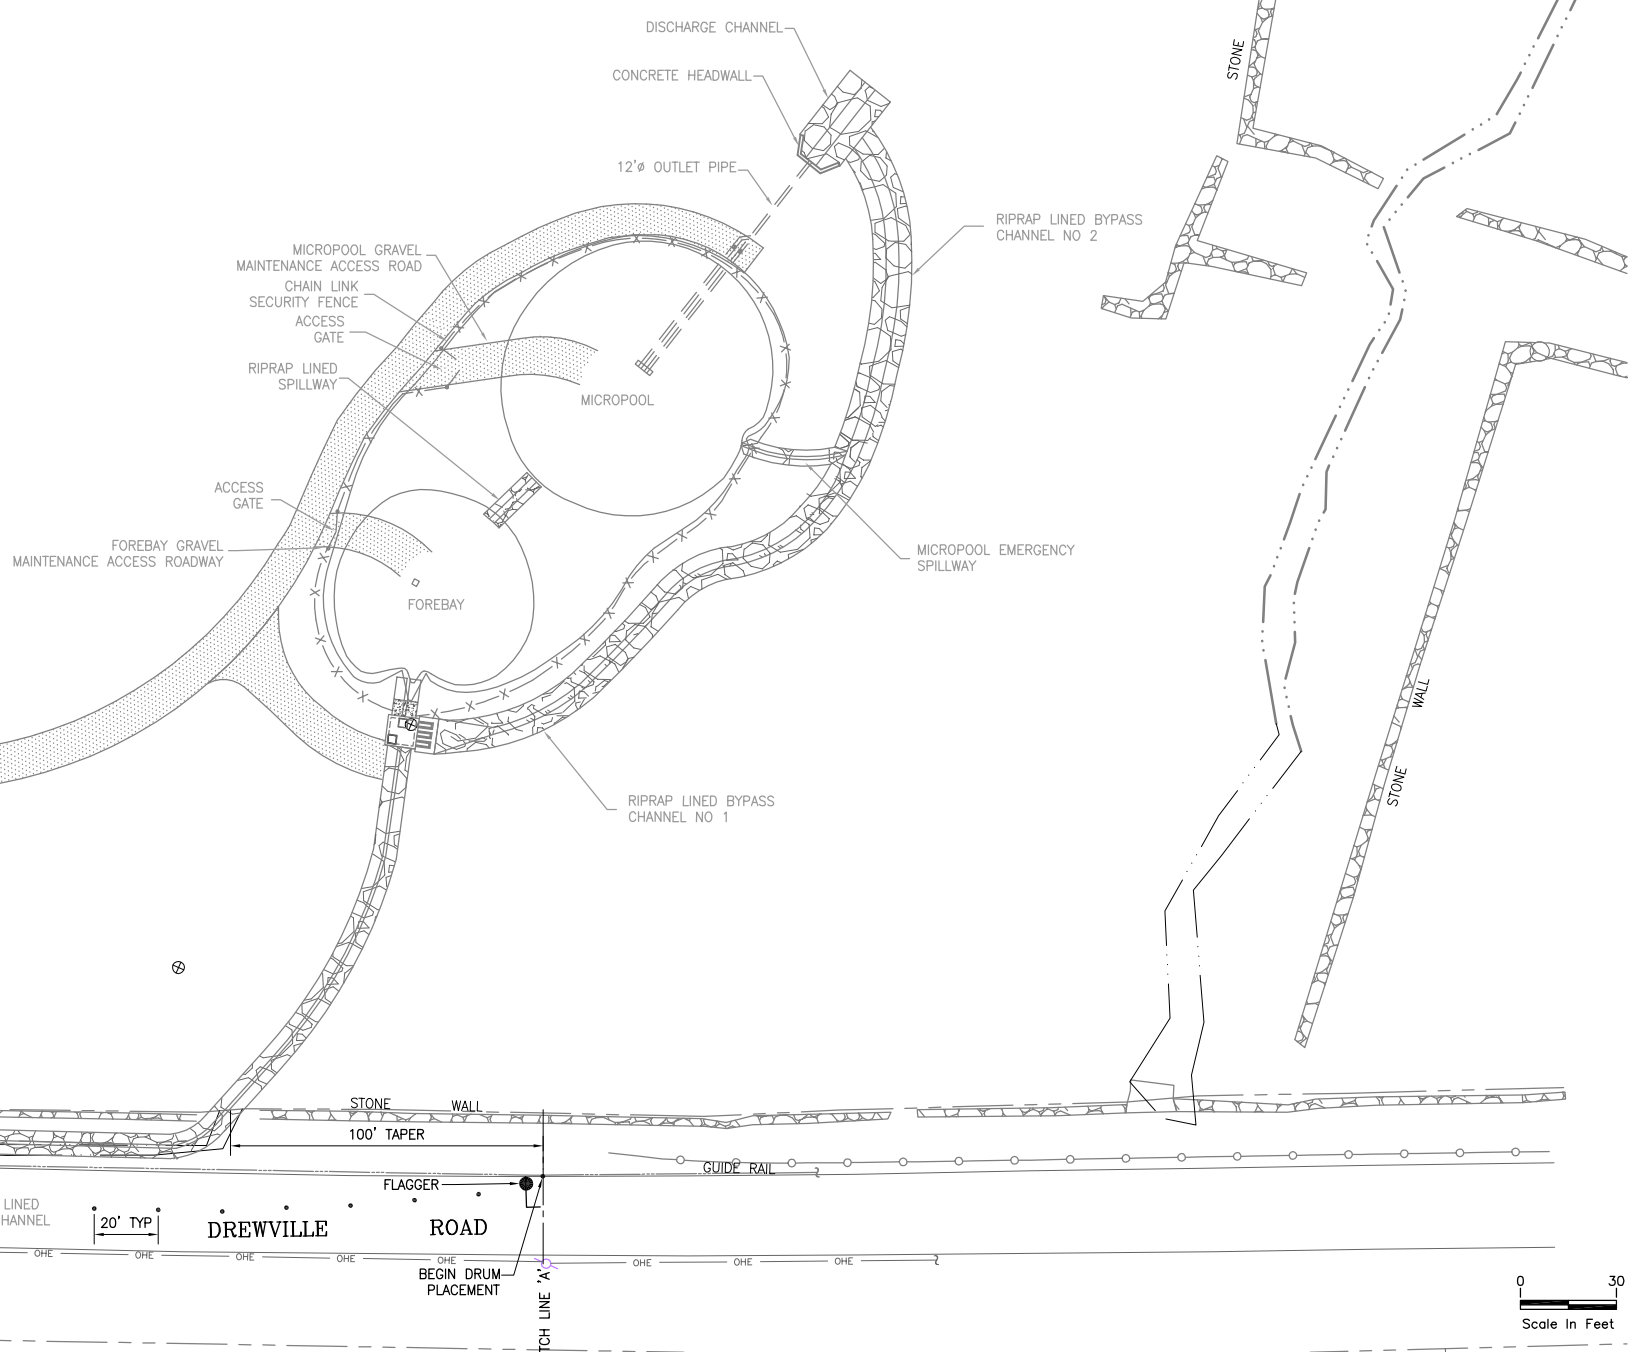 DISCHARGE CHANNEL
CONCRETE HEADWALL
STONE
12'ø OUTLET PIPE
RIPRAP LINED BYPASS
CHANNEL NO 2
MICROPOOL GRAVEL
MAINTENANCE ACCESS ROAD
CHAIN LINK
SECURITY FENCE
ACCESS
GATE
RIPRAP LINED
SPILLWAY
MICROPOOL
ACCESS
GATE
FOREBAY GRAVEL
MAINTENANCE ACCESS ROADWAY
MICROPOOL EMERGENCY
SPILLWAY
FOREBAY
WALL
STONE
RIPRAP LINED BYPASS
CHANNEL NO 1
STONE WALL
100' TAPER
GUIDE RAIL
FLAGGER
LINED
HANNEL
20' TYP
DREWVILLE ROAD
OHE OHE OHE OHE OHE OHE OHE OHE
BEGIN DRUM
PLACEMENT
TCH LINE 'A'
0 30
Scale In Feet